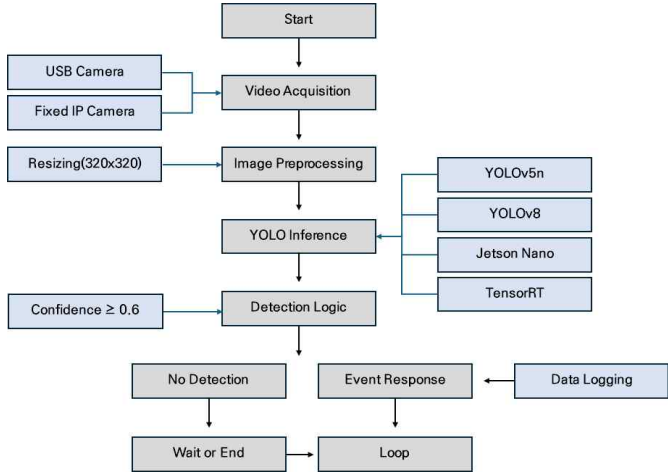 Start
USB Camera
Video Acquisition
Fixed IP Camera
Resizing(320x320)
Image Preprocessing
YOLOv5n
YOLOv8
YOLO Inference
Jetson Nano
TensorRT
Confidence ≥ 0.6
Detection Logic
No Detection
Event Response
Data Logging
Wait or End
Loop